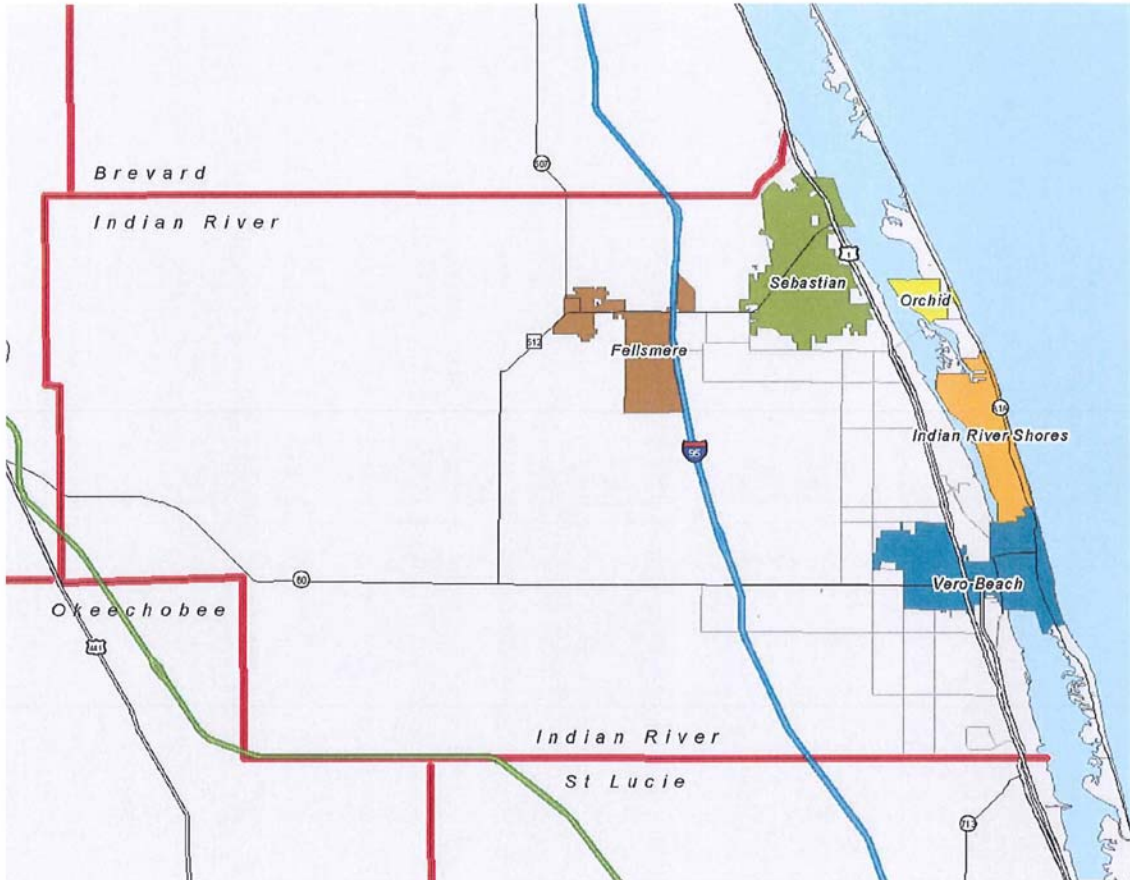 Brevard
Indian River
507
1
Sebastian
Orchid
512
Fellsmere
A1A
Indian River Shores
95
60
Vero Beach
Okeechobee
441
Indian River
St Lucie
713